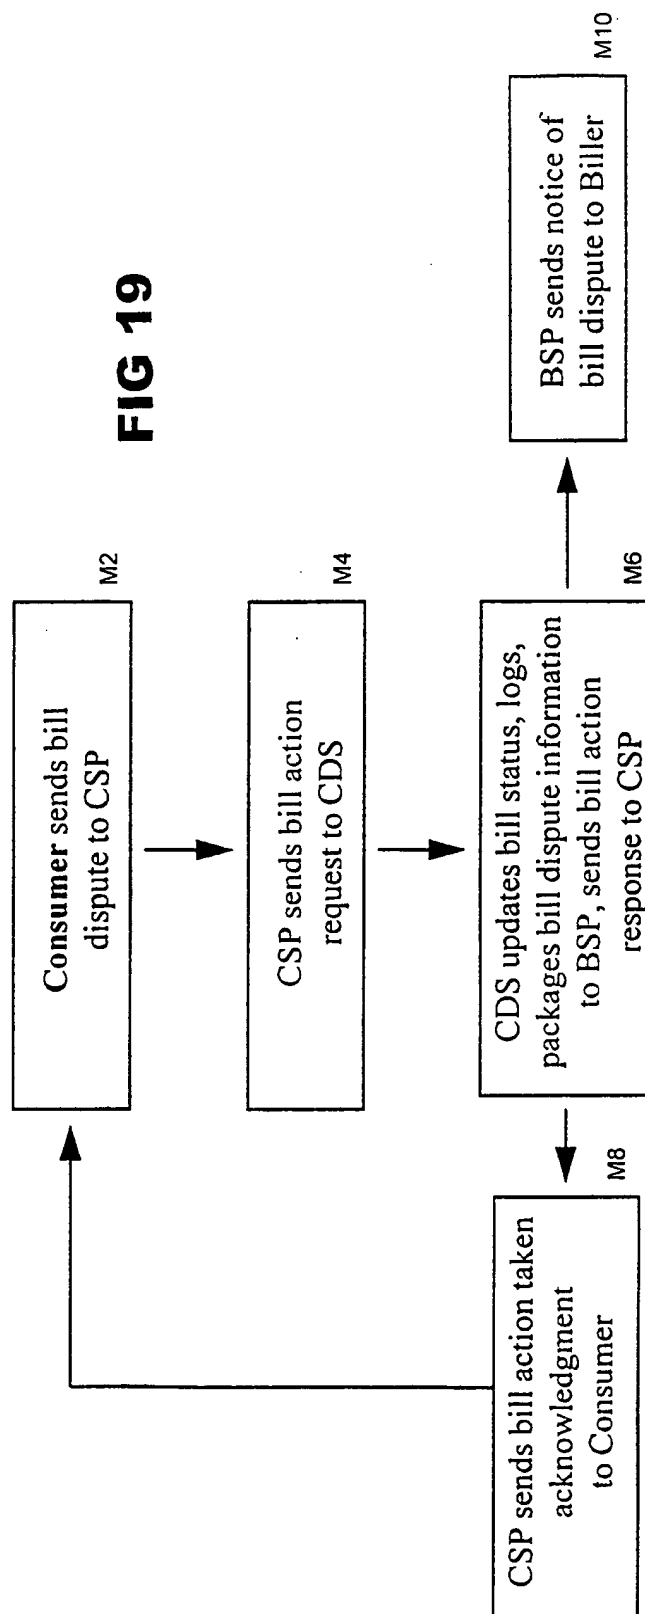 FIG 19
Consumer sends bill
dispute to CSP
M2
CSP sends bill action
request to CDS
M4
CDS updates bill status, logs,
packages bill dispute information
to BSP, sends bill action
response to CSP
M6
CSP sends bill action taken
acknowledgment
to Consumer
M8
BSP sends notice of
bill dispute to Biller
M10